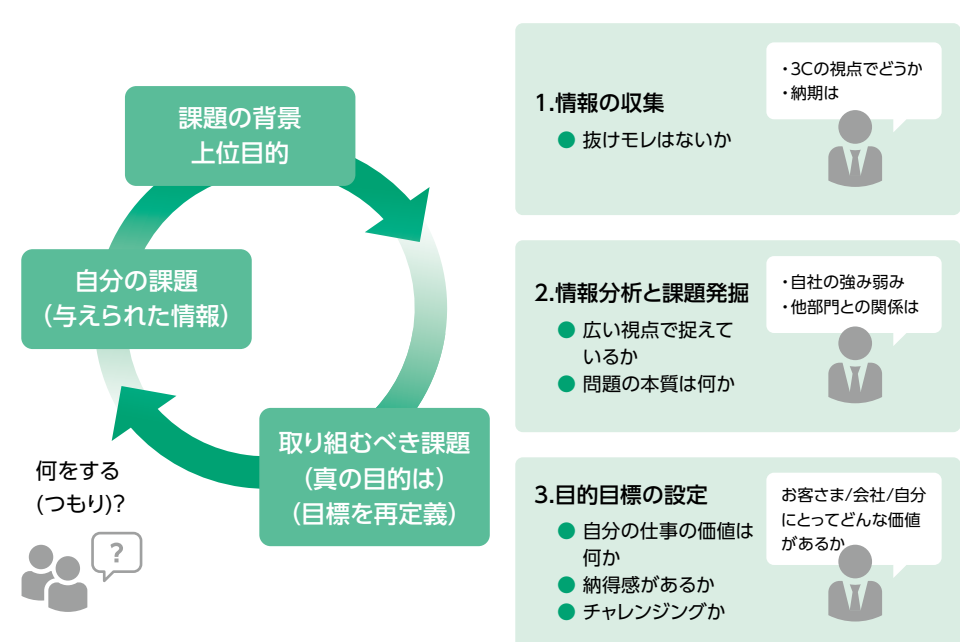 課題の背景
上位目的
自分の課題
（与えられた情報）
取り組むべき課題
（真の目的は）
（目標を再定義）
何をする
(つもり)?
?
1.情報の収集
● 抜けモレはないか
・3Cの視点でどうか
・納期は
2.情報分析と課題発掘
● 広い視点で捉えて
いるか
● 問題の本質は何か
・自社の強み弱み
・他部門との関係は
3.目的目標の設定
● 自分の仕事の価値は
何か
● 納得感があるか
● チャレンジングか
お客さま/会社/自分
にとってどんな価値
があるか